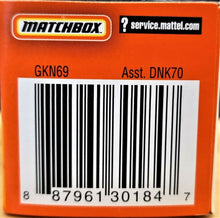 MATCHBOX
? service.mattel.com
GKN69 Asst. DNK70
8 87961 30184 7